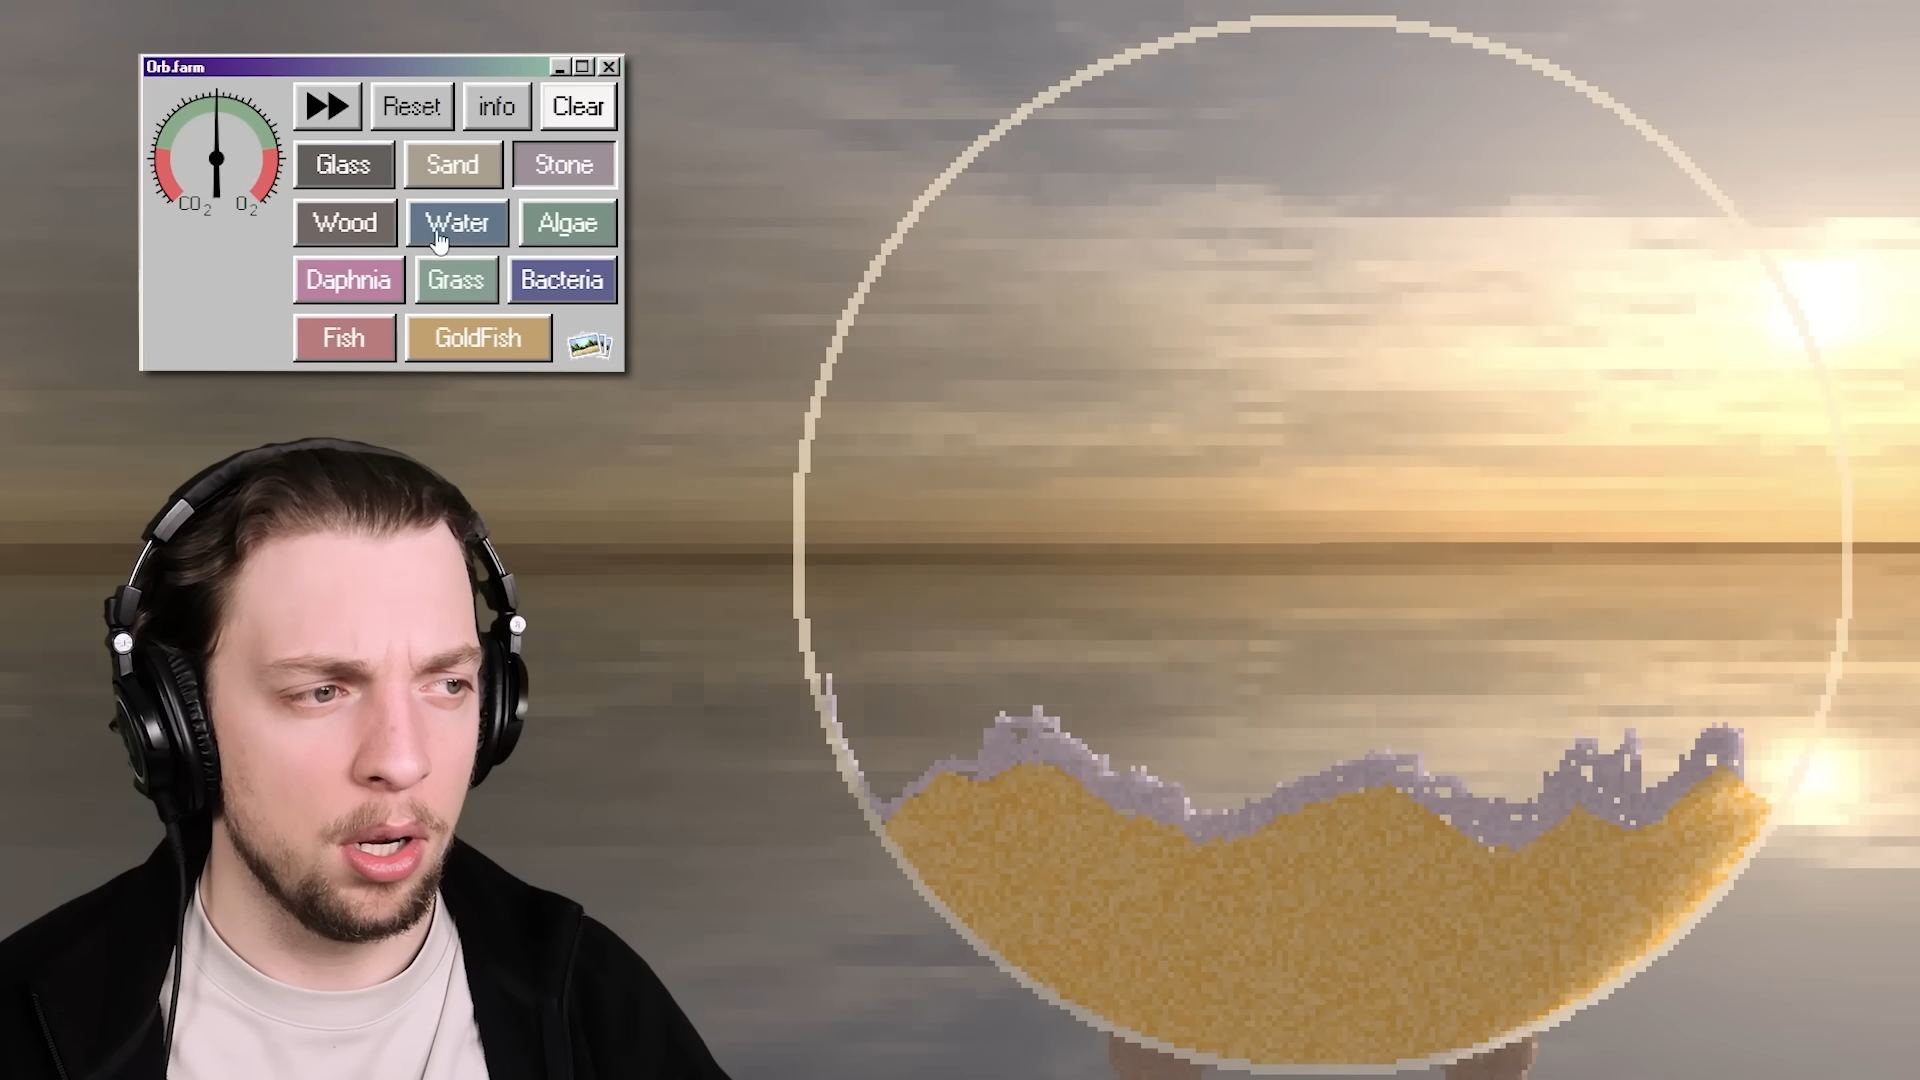 Orb.farm
Reset info Clear
Glass Sand Stone
CO2 O2
Wood Water Algae
Daphnia Grass Bacteria
Fish GoldFish